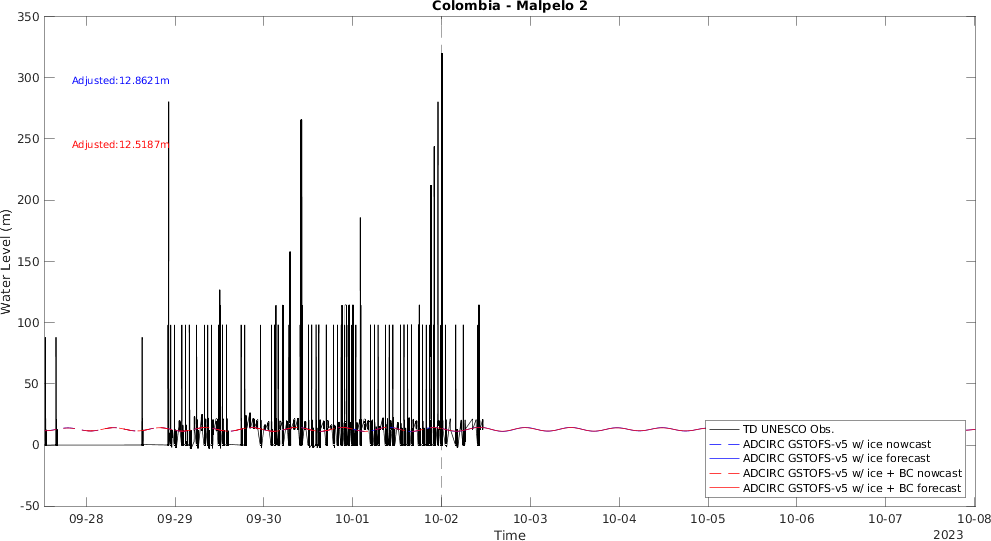 Colombia - Malpelo 2
350
300
250
200
150
100
50
0
-50
Water Level (m)
Adjusted:12.8621m
Adjusted:12.5187m
TD UNESCO Obs.
ADCIRC GSTOFS-v5 w/ ice nowcast
ADCIRC GSTOFS-v5 w/ ice forecast
ADCIRC GSTOFS-v5 w/ ice + BC nowcast
ADCIRC GSTOFS-v5 w/ ice + BC forecast
09-28 09-29 09-30 10-01 10-02 10-03 10-04 10-05 10-06 10-07 10-08
Time
2023